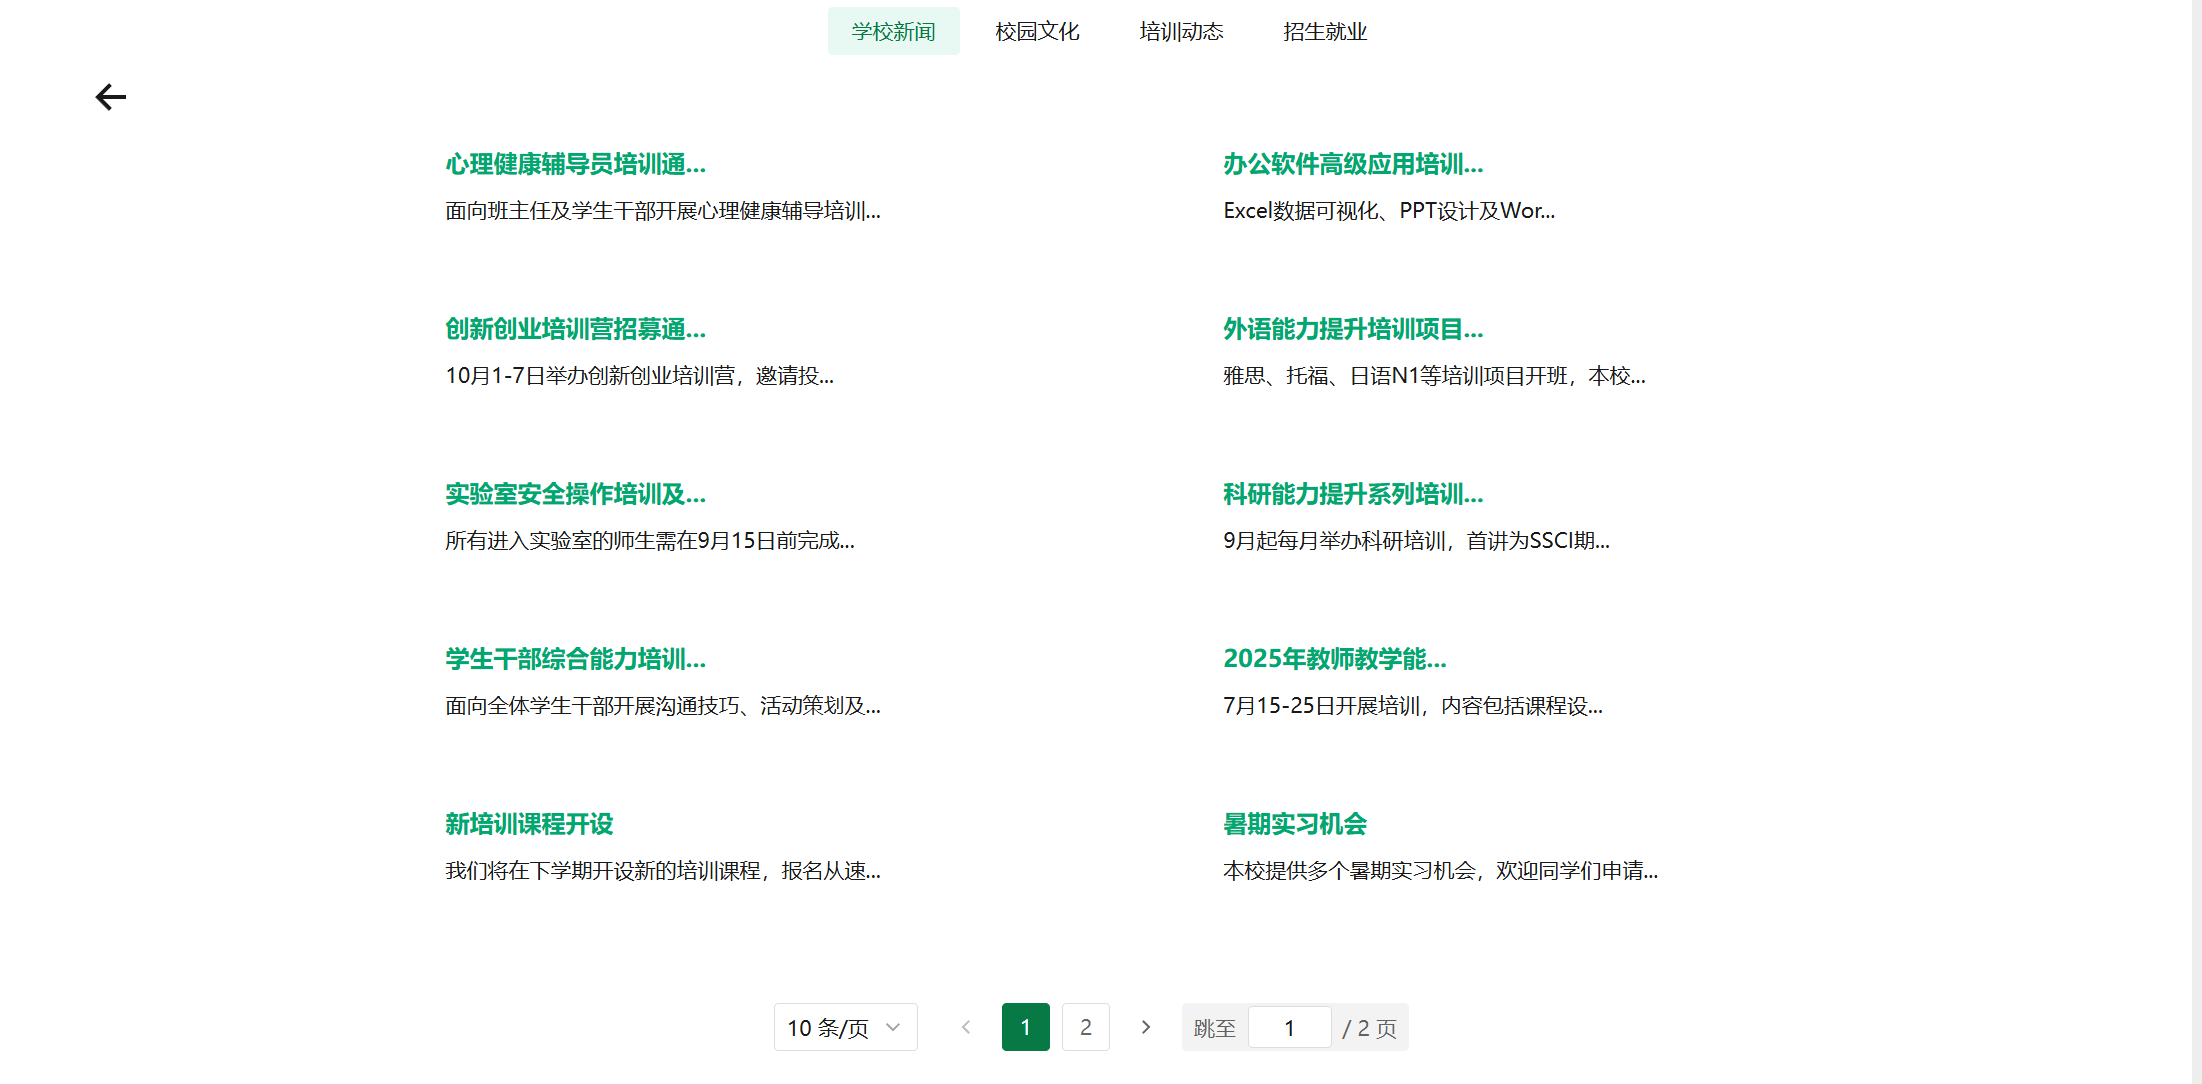 学校新闻 校园文化 培训动态 招生就业
心理健康辅导员培训通...
面向班主任及学生干部开展心理健康辅导培训...
办公软件高级应用培训...
Excel数据可视化、PPT设计及Wor...
创新创业培训营招募通...
10月1-7日举办创新创业培训营，邀请投...
外语能力提升培训项目...
雅思、托福、日语N1等培训项目开班，本校...
实验室安全操作培训及...
所有进入实验室的师生需在9月15日前完成...
科研能力提升系列培训...
9月起每月举办科研培训，首讲为SSCI期...
学生干部综合能力培训...
面向全体学生干部开展沟通技巧、活动策划及...
2025年教师教学能...
7月15-25日开展培训，内容包括课程设...
新培训课程开设
我们将在下学期开设新的培训课程，报名从速...
暑期实习机会
本校提供多个暑期实习机会，欢迎同学们申请...
10 条/页 1 2 跳至 1 / 2 页